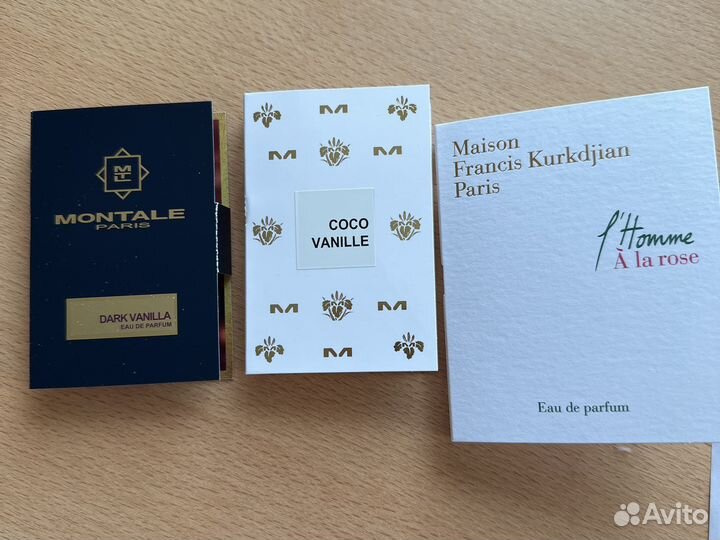 MONTALE
PARIS
DARK VANILLA
EAU DE PARFUM
COCO
VANILLE
Maison
Francis Kurkdjian
Paris
l'Homme
À la rose
Eau de parfum
Avito